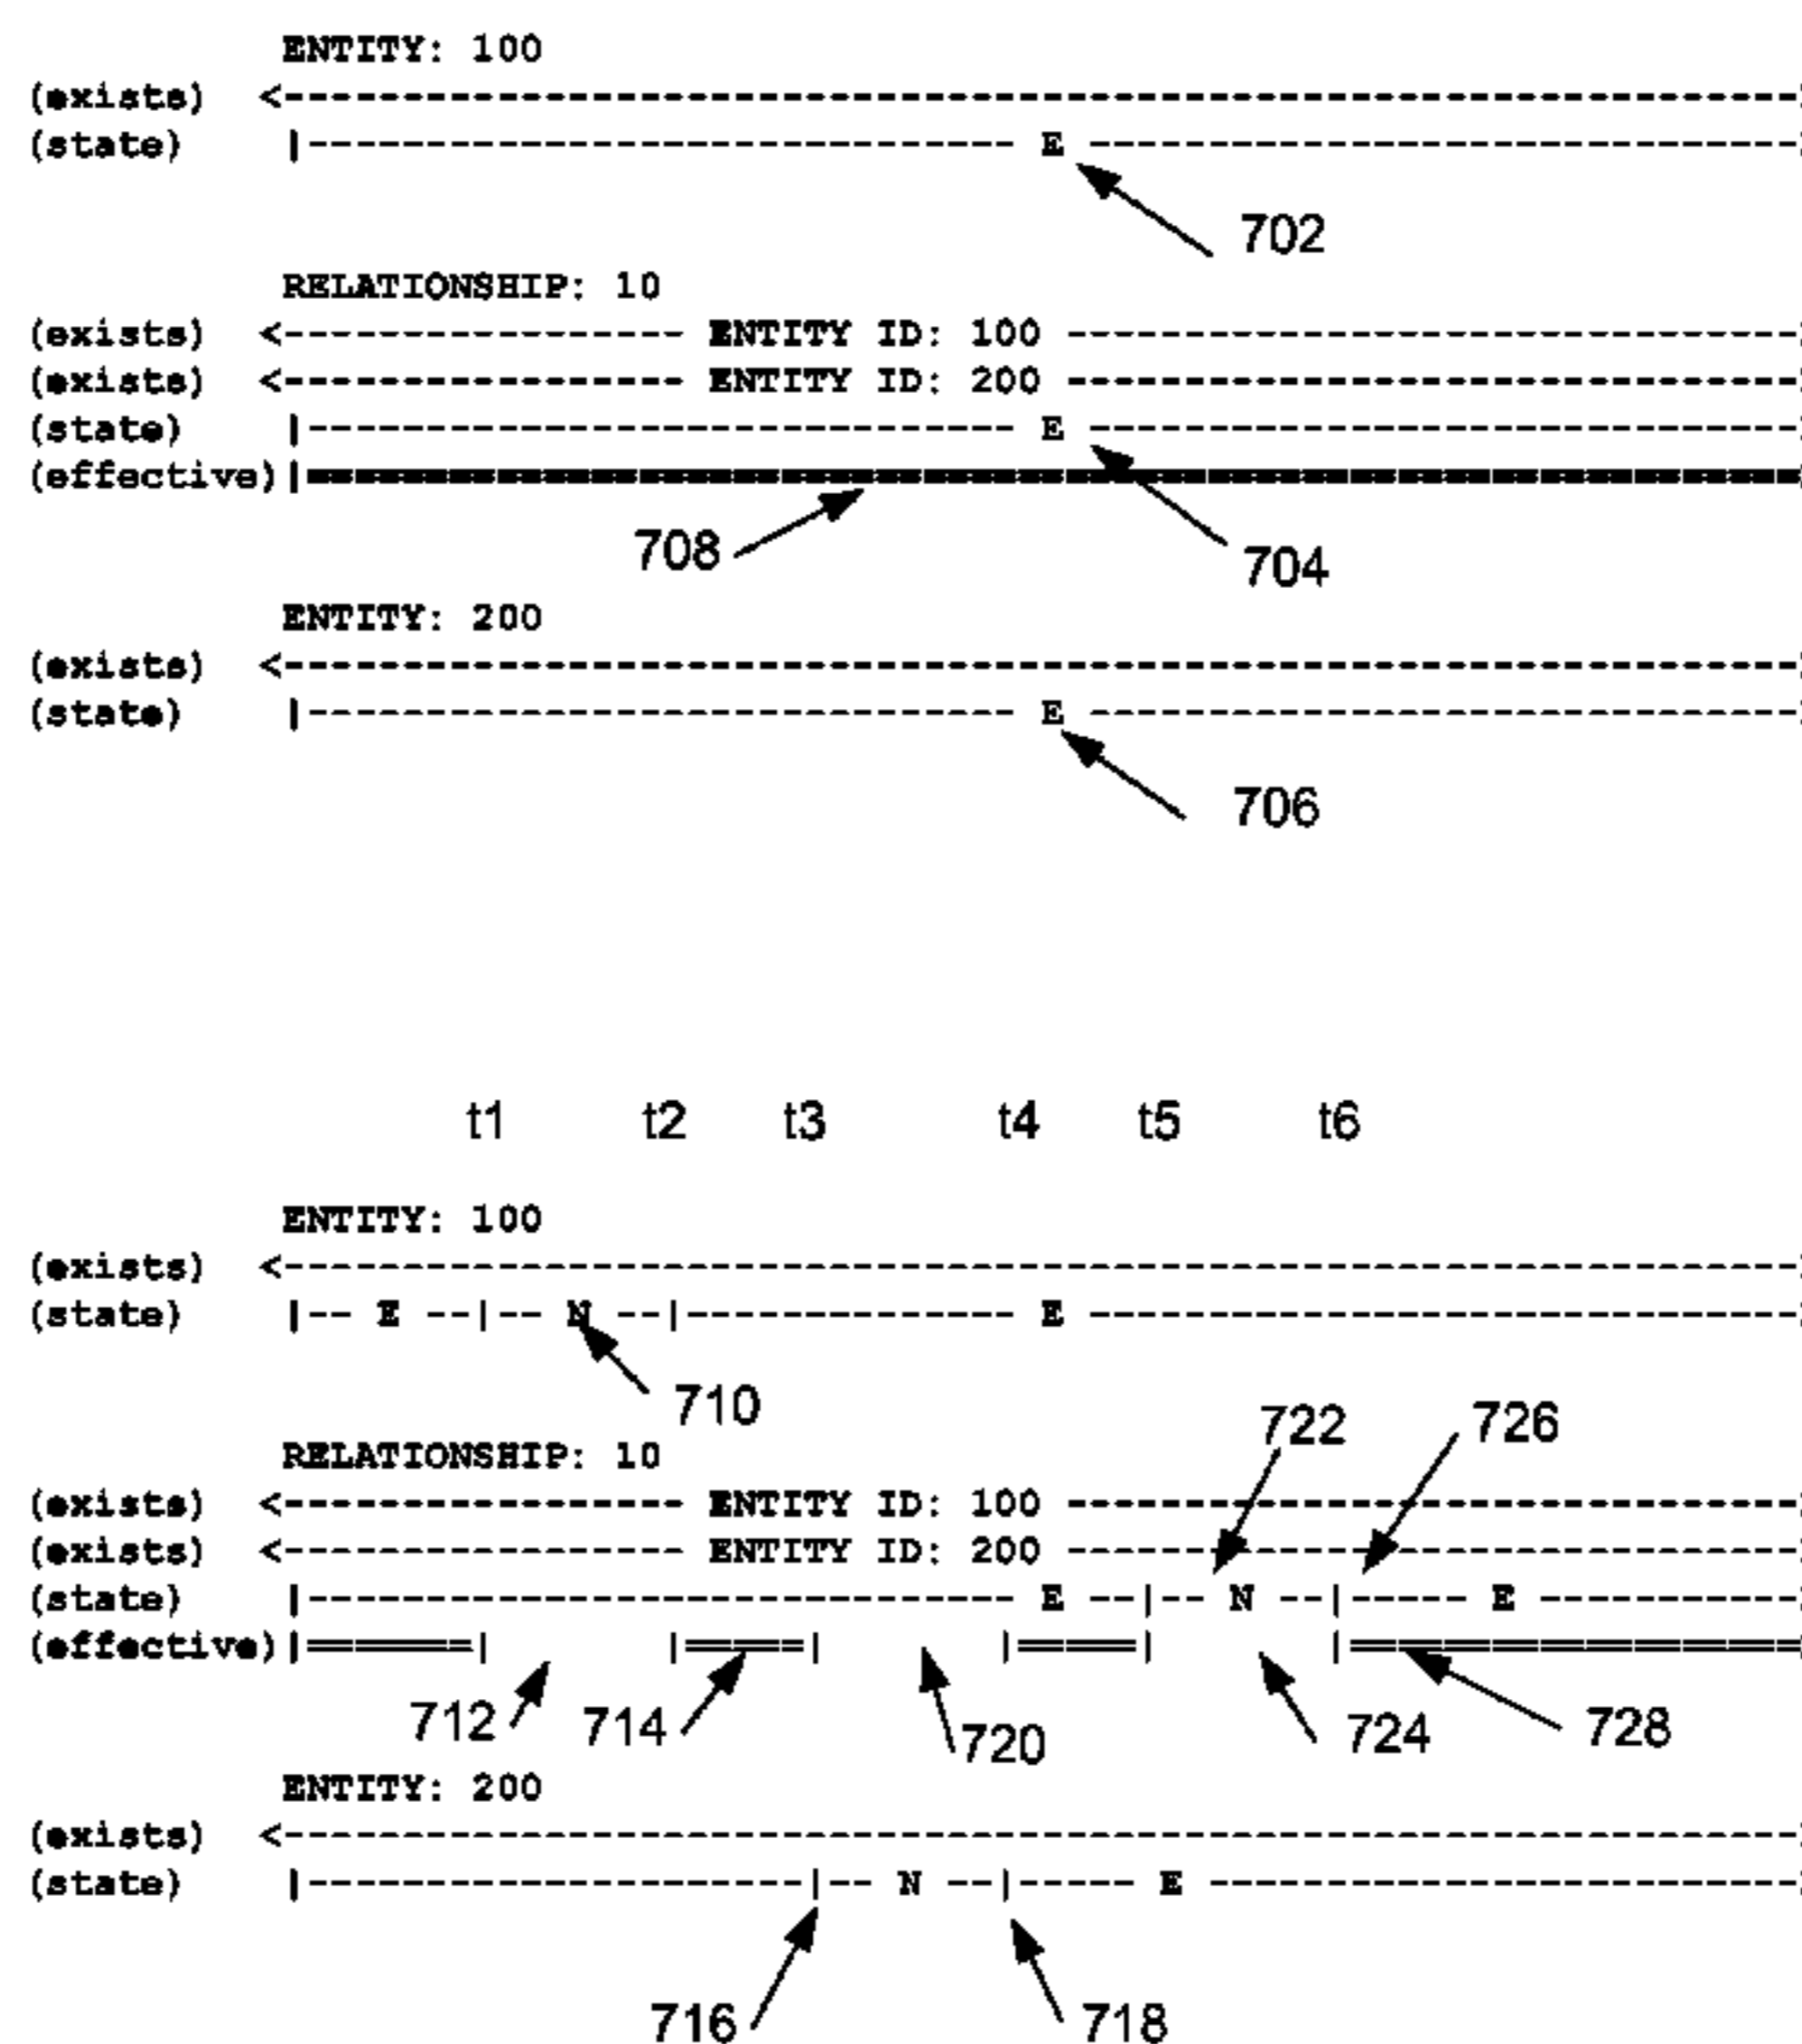 ENTITY: 100
(exists) <----------------------------------------------------------------
(state) |------------------------------ E ------------------------------
702
RELATIONSHIP: 10
(exists) <----------------- ENTITY ID: 100 -------------------------------
(exists) <----------------- ENTITY ID: 200 -------------------------------
(state) |------------------------------ E ------------------------------
(effective)|===============================================================
708 704
ENTITY: 200
(exists) <----------------------------------------------------------------
(state) |------------------------------ E ------------------------------
706
t1 t2 t3 t4 t5 t6
ENTITY: 100
(exists) <----------------------------------------------------------------
(state) |-- E --|-- N --|-------------- E ------------------------------
710 722 726
RELATIONSHIP: 10
(exists) <----------------- ENTITY ID: 100 -------------------------------
(exists) <----------------- ENTITY ID: 200 -------------------------------
(state) |------------------------------ E --|-- N --|----- E -----------
(effective)|=======| |=====| |=====| |===================
712 714 720 724 728
ENTITY: 200
(exists) <----------------------------------------------------------------
(state) |----------------------|-- N --|----- E -------------------------
716 718